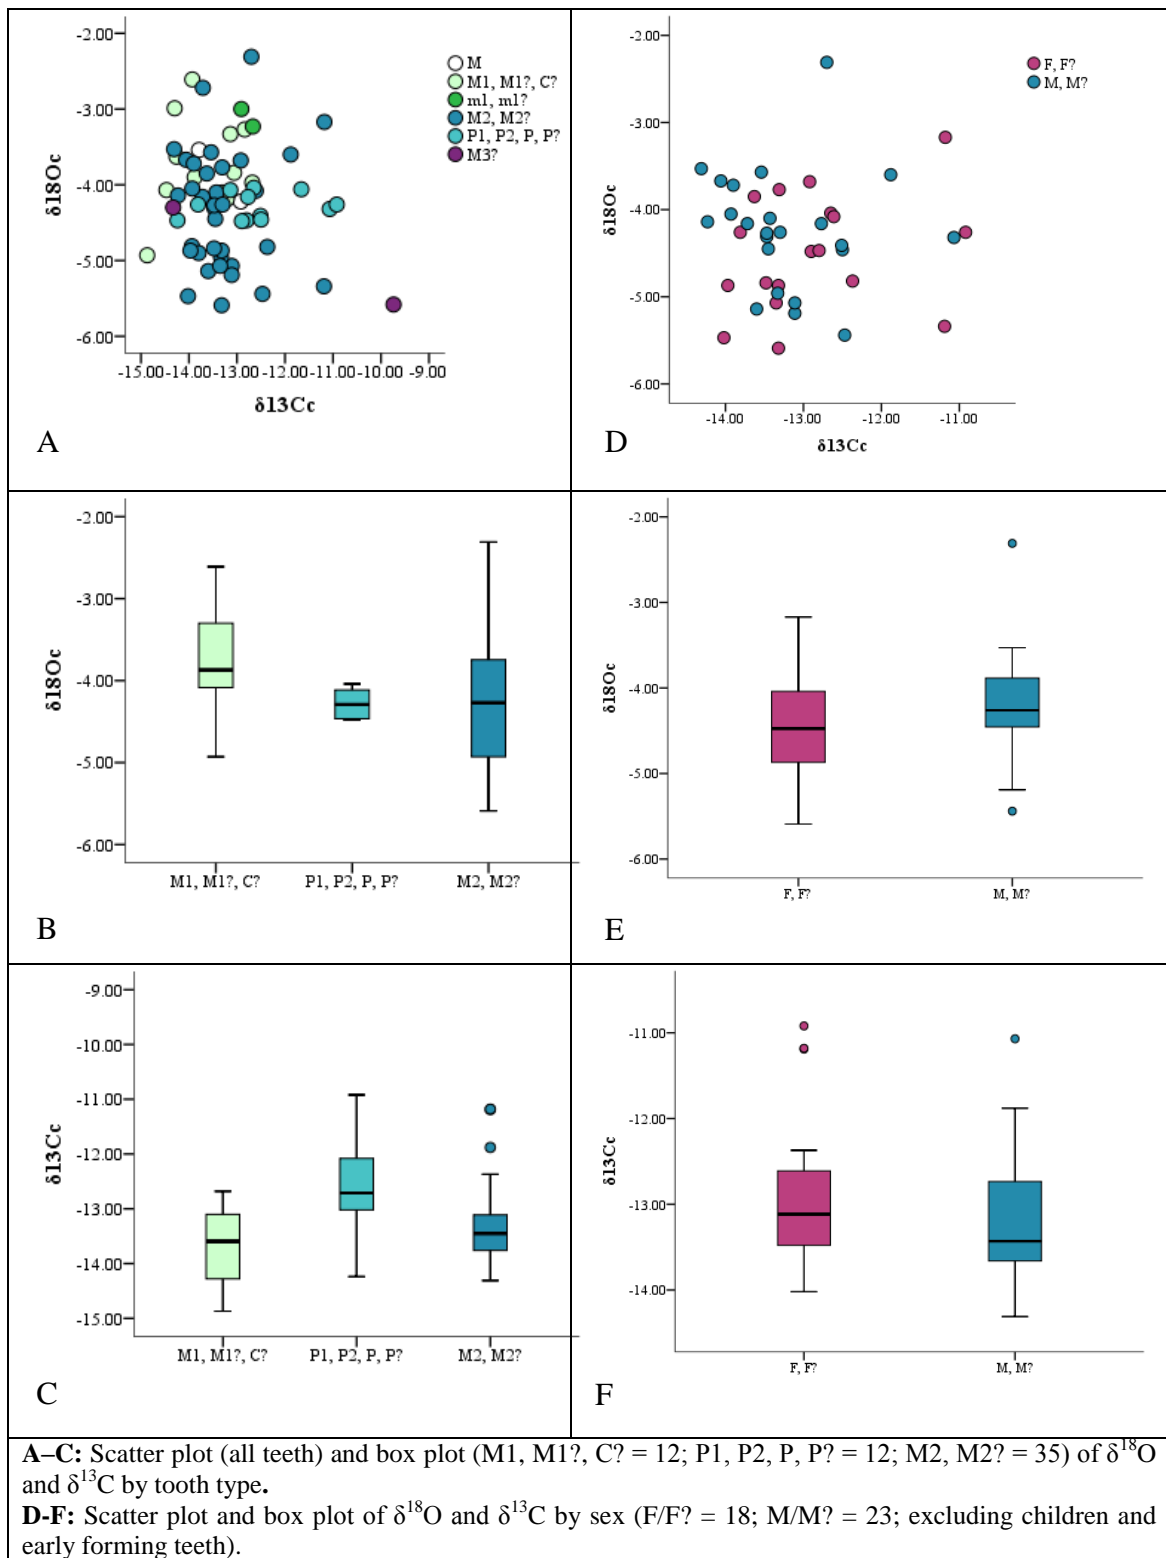 -2.00
-3.00
-4.00
-5.00
-6.00
δ18Oc
-15.00 -14.00 -13.00 -12.00 -11.00 -10.00 -9.00
δ13Cc
M
M1, M1?, C?
m1, m1?
M2, M2?
P1, P2, P, P?
M3?
A
-2.00
-3.00
-4.00
-5.00
-6.00
δ18Oc
-14.00 -13.00 -12.00 -11.00
δ13Cc
F, F?
M, M?
D
-2.00
-3.00
-4.00
-5.00
-6.00
δ18Oc
M1, M1?, C? P1, P2, P, P? M2, M2?
B
-2.00
-3.00
-4.00
-5.00
-6.00
δ18Oc
F, F? M, M?
E
-9.00
-10.00
-11.00
-12.00
-13.00
-14.00
-15.00
δ13Cc
M1, M1?, C? P1, P2, P, P? M2, M2?
C
-11.00
-12.00
-13.00
-14.00
δ13Cc
F, F? M, M?
F
A–C: Scatter plot (all teeth) and box plot (M1, M1?, C? = 12; P1, P2, P, P? = 12; M2, M2? = 35) of δ¹⁸O
and δ¹³C by tooth type.
D-F: Scatter plot and box plot of δ¹⁸O and δ¹³C by sex (F/F? = 18; M/M? = 23; excluding children and
early forming teeth).